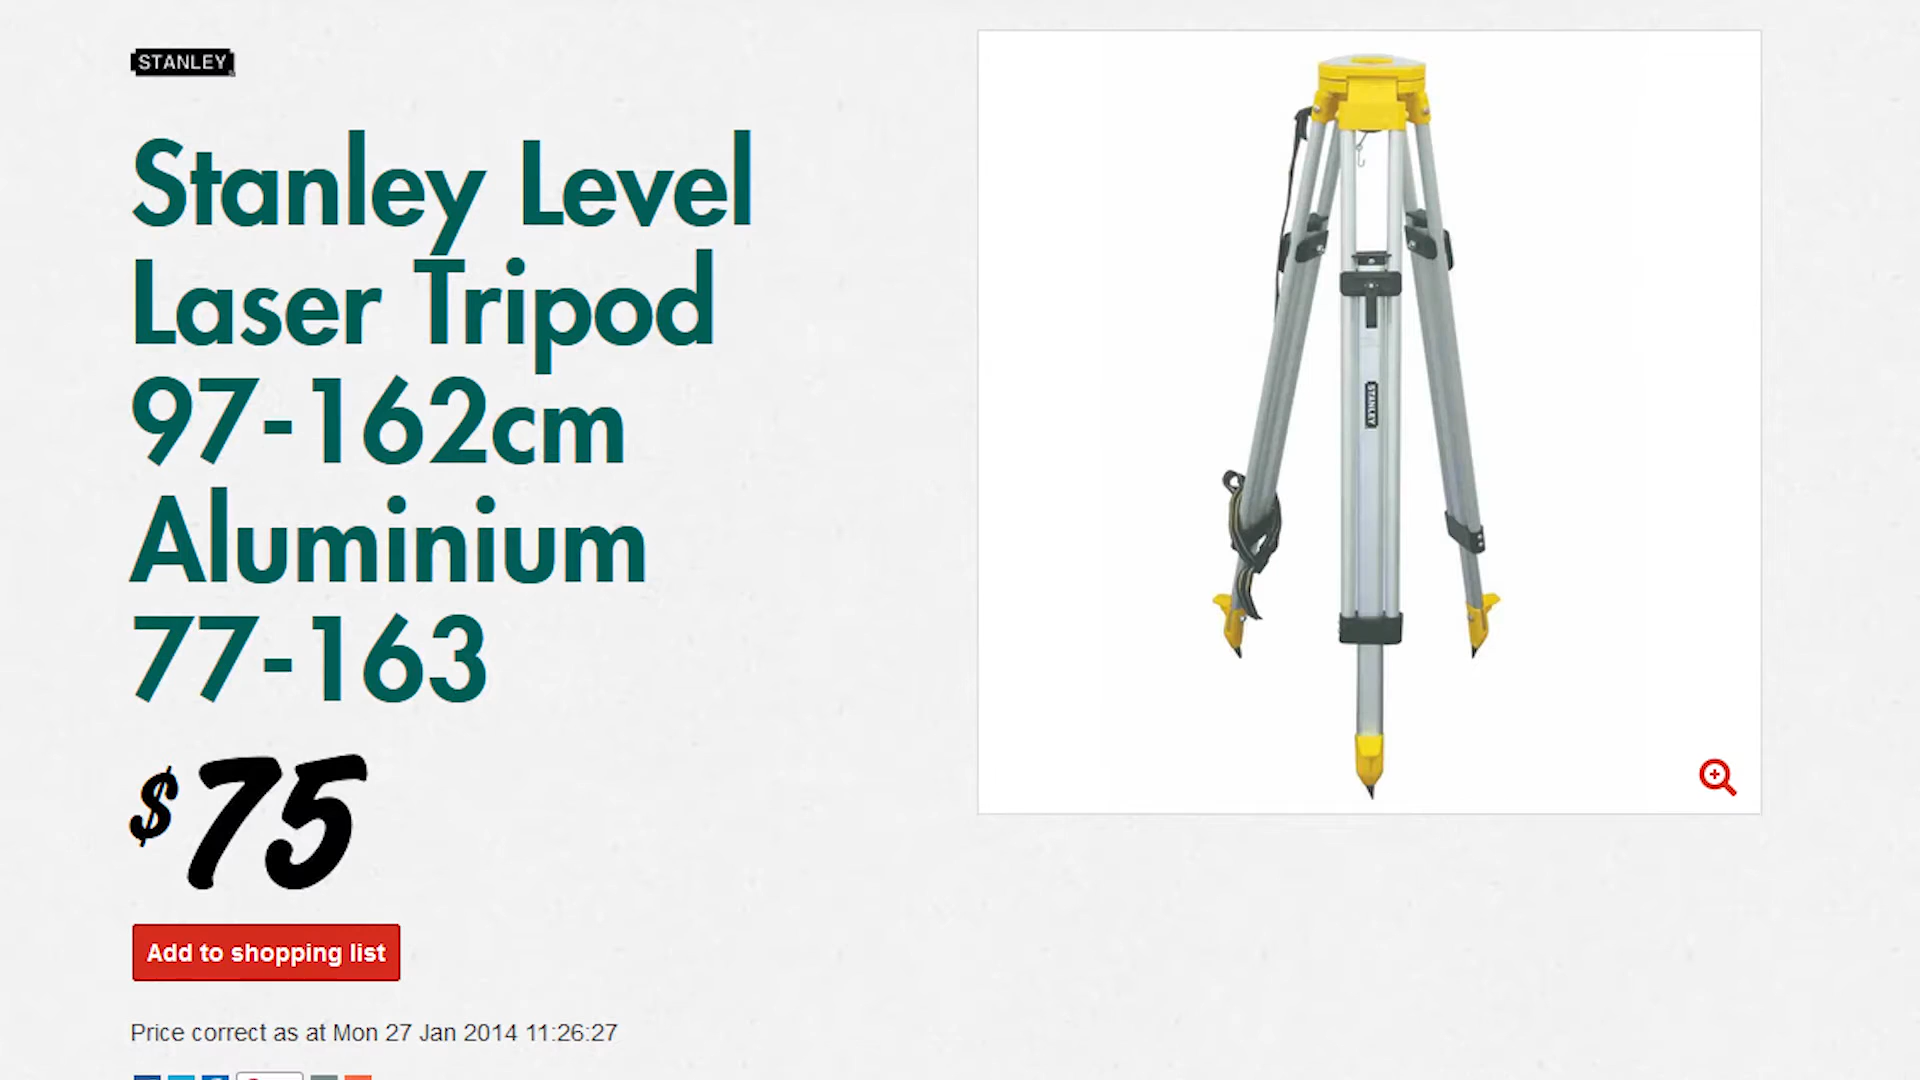 STANLEY
Stanley Level
Laser Tripod
97-162cm
Aluminium
77-163
$75
Add to shopping list
Price correct as at Mon 27 Jan 2014 11:26:27
STANLEY